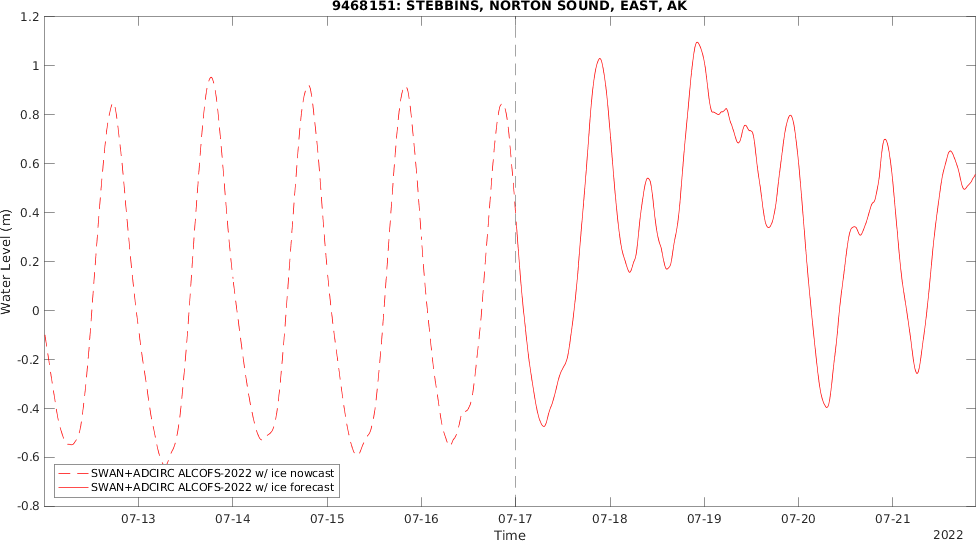 9468151: STEBBINS, NORTON SOUND, EAST, AK
Water Level (m)
1.2
1
0.8
0.6
0.4
0.2
0
-0.2
-0.4
-0.6
-0.8
SWAN+ADCIRC ALCOFS-2022 w/ ice nowcast
SWAN+ADCIRC ALCOFS-2022 w/ ice forecast
07-13 07-14 07-15 07-16 07-17 07-18 07-19 07-20 07-21
Time
2022